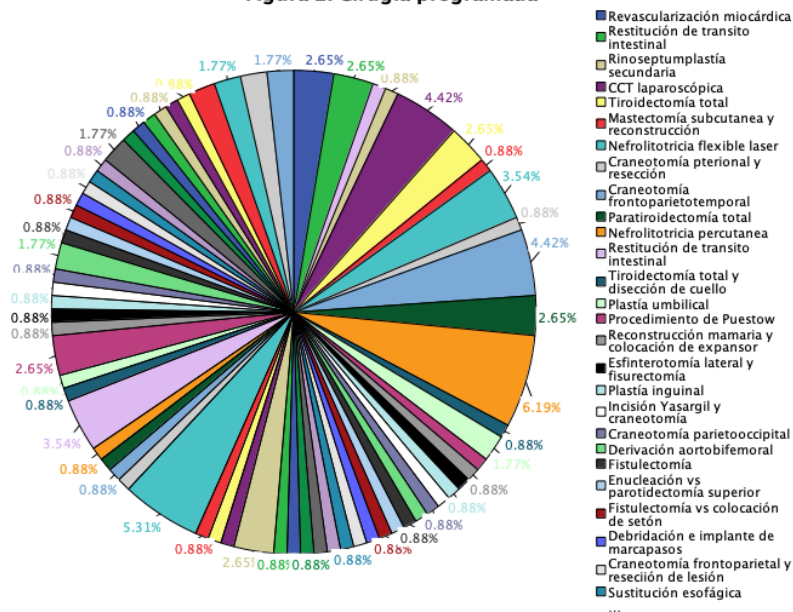 1.77%
1.77%
2.65%
2.65%
0.88%
4.42%
2.65%
0.88%
3.54%
0.88%
4.42%
2.65%
6.19%
0.88%
1.77%
0.88%
0.88%
0.88%
0.88%
0.88%
0.88%
0.88%
0.88%
2.65%
0.88%
5.31%
0.88%
0.88%
3.54%
0.88%
0.88%
2.65%
0.88%
0.88%
0.88%
0.88%
1.77%
0.88%
0.88%
0.88%
0.88%
1.77%
0.88%
0.88%
0.88%
Revascularización miocárdica
Restitución de transito
intestinal
Rinoseptumplastía
secundaria
CCT laparoscópica
Tiroidectomía total
Mastectomía subcutanea y
reconstrucción
Nefrolitotricia flexible laser
Craneotomía pterional y
resección
Craneotomía
frontoparietotemporal
Paratiroidectomía total
Nefrolitotricia percutanea
Restitución de transito
intestinal
Tiroidectomía total y
disección de cuello
Plastía umbilical
Procedimiento de Puestow
Reconstrucción mamaria y
colocación de expansor
Esfinterotomía lateral y
fisurectomía
Plastía inguinal
Incisión Yasargil y
craneotomía
Craneotomía parietooccipital
Derivación aortobifemoral
Fistulectomía
Enucleación vs
parotidectomía superior
Fistulectomía vs colocación
de setón
Debridación e implante de
marcapasos
Craneotomía frontoparietal y
reseción de lesión
Sustitución esofágica
...